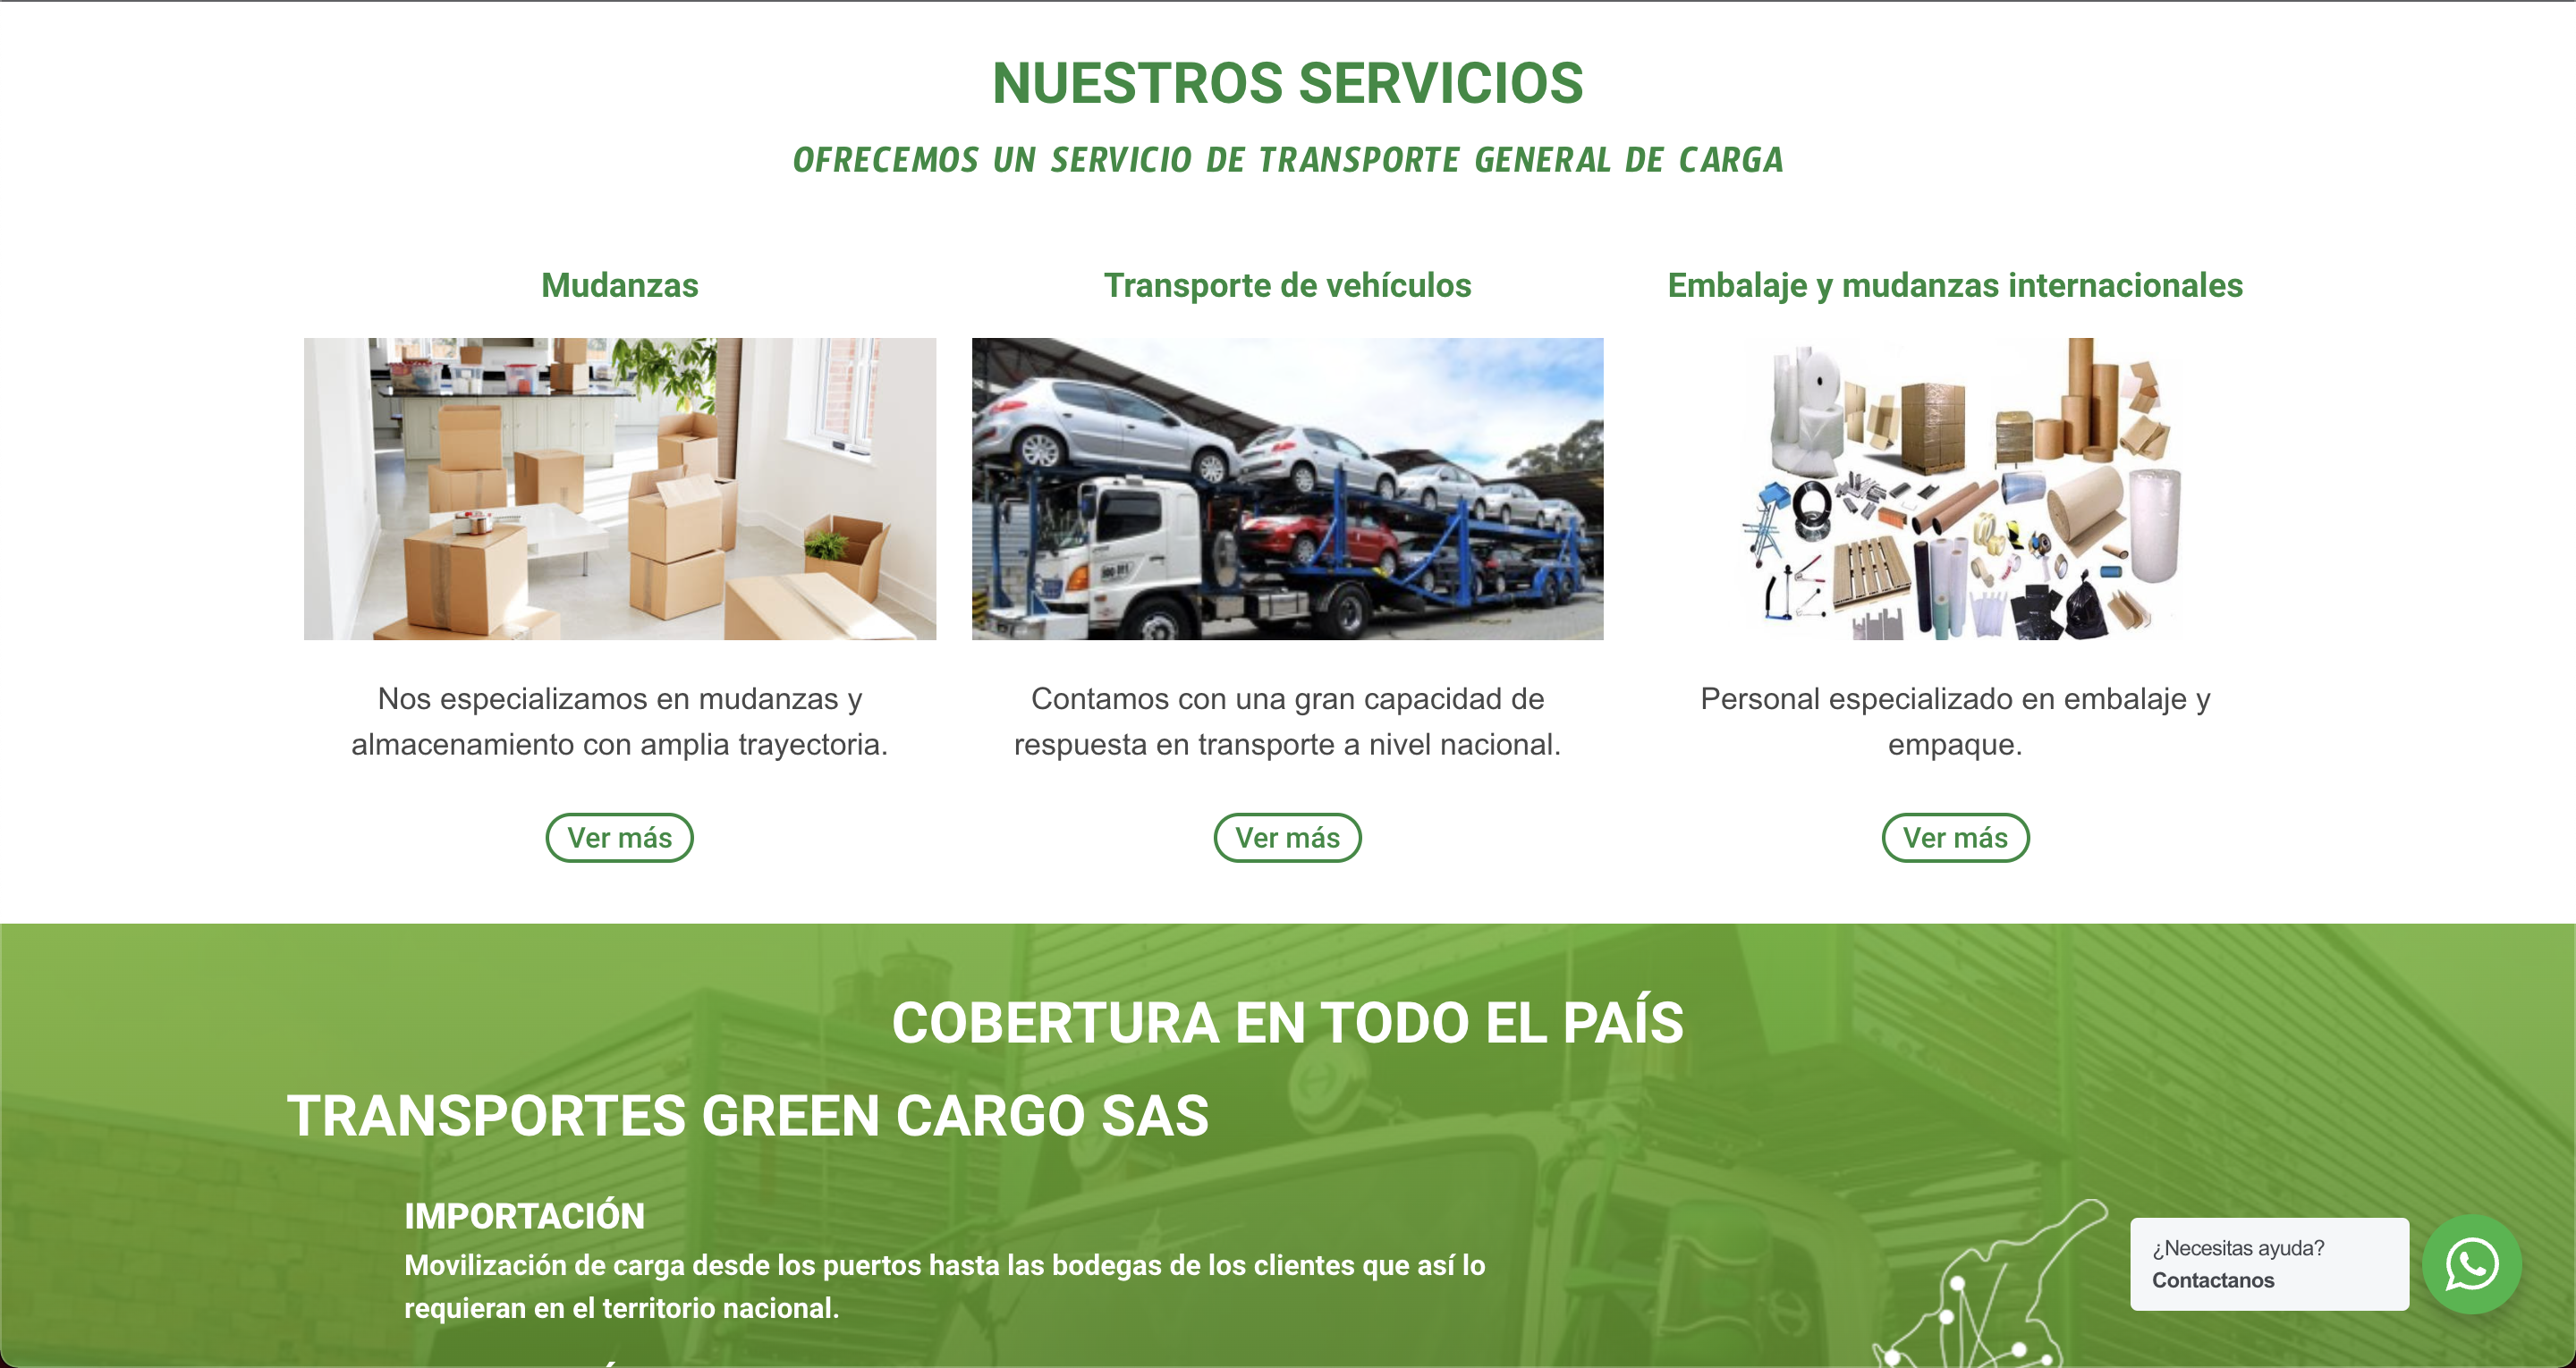 NUESTROS SERVICIOS
OFRECEMOS UN SERVICIO DE TRANSPORTE GENERAL DE CARGA
Mudanzas
Nos especializamos en mudanzas y
almacenamiento con amplia trayectoria.
Ver más
Transporte de vehículos
Contamos con una gran capacidad de
respuesta en transporte a nivel nacional.
Ver más
Embalaje y mudanzas internacionales
Personal especializado en embalaje y
empaque.
Ver más
COBERTURA EN TODO EL PAÍS
TRANSPORTES GREEN CARGO SAS
IMPORTACIÓN
Movilización de carga desde los puertos hasta las bodegas de los clientes que así lo
requieran en el territorio nacional.
¿Necesitas ayuda?
Contactanos